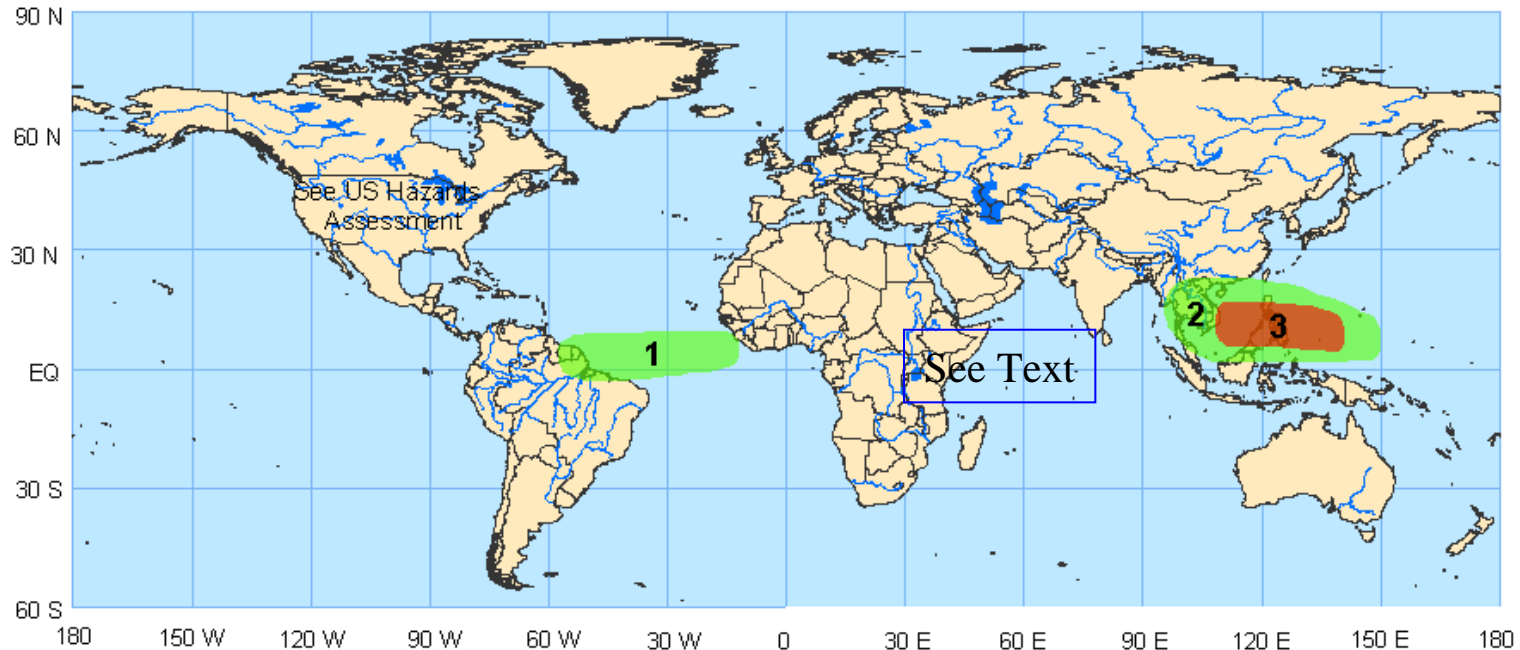 90 N
60 N
See US Hazards
Assessment
30 N
2
3
1
EQ
See Text
30 S
60 S
180 150 W 120 W 90 W 60 W 30 W 0 30 E 60 E 90 E 120 E 150 E 180